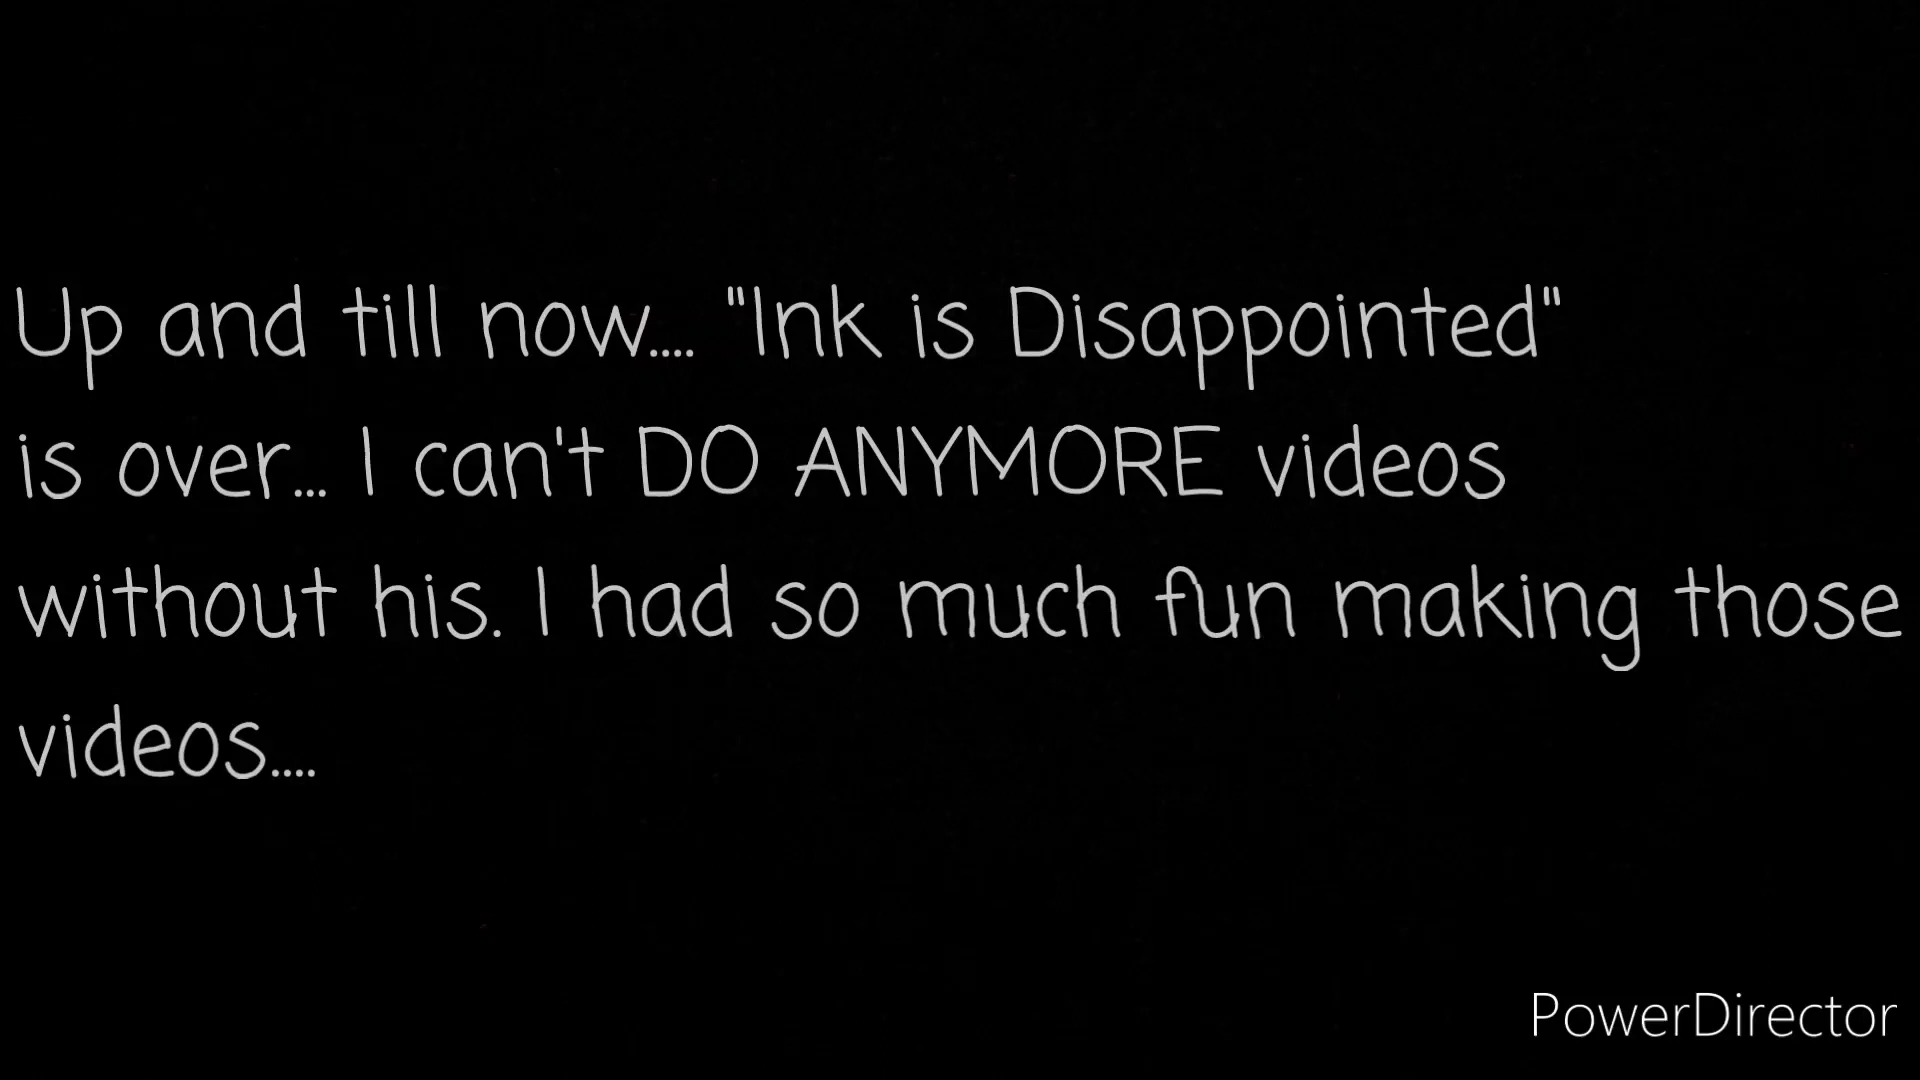 Up and till now.... "Ink is Disappointed"
is over... I can't DO ANYMORE videos
without his. I had so much fun making those
videos....
PowerDirector